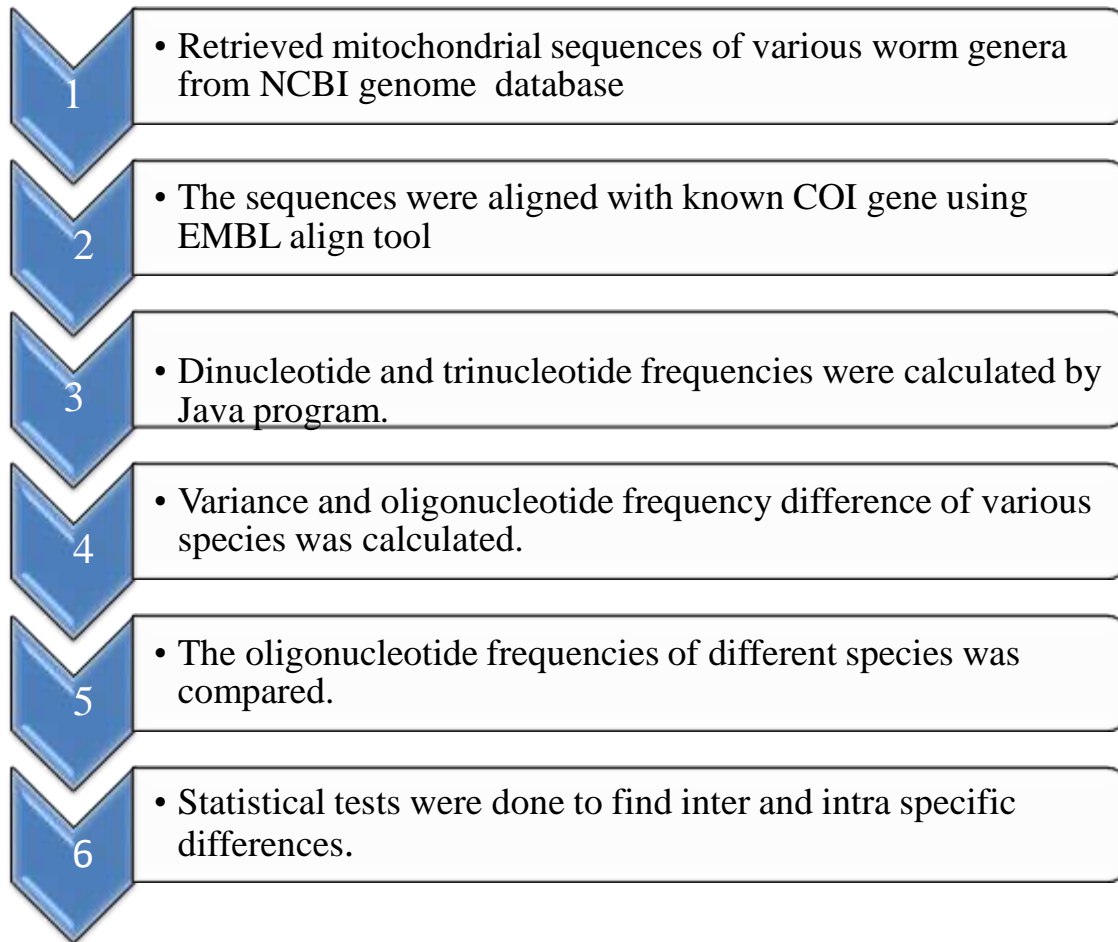 1
• Retrieved mitochondrial sequences of various worm genera
from NCBI genome database
2
• The sequences were aligned with known COI gene using
EMBL align tool
3
• Dinucleotide and trinucleotide frequencies were calculated by
Java program.
4
• Variance and oligonucleotide frequency difference of various
species was calculated.
5
• The oligonucleotide frequencies of different species was
compared.
6
• Statistical tests were done to find inter and intra specific
differences.